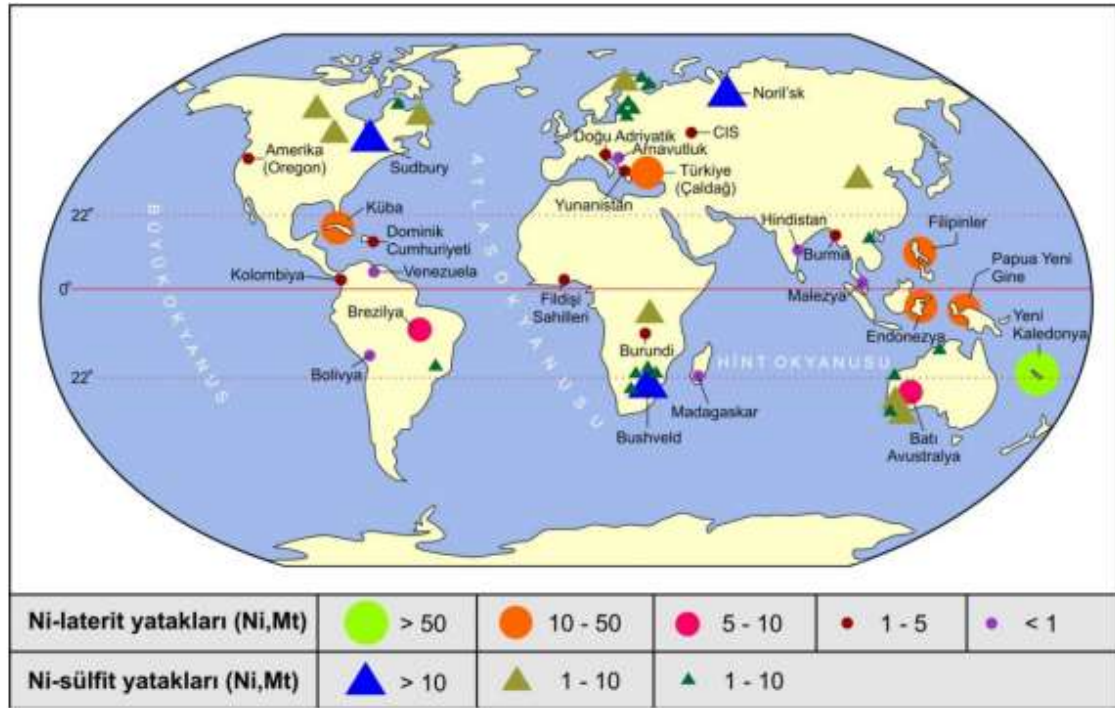 Noril'sk
Doğu Adriyatik
CIS
Arnavutluk
Amerika
(Oregon)
Sudbury
Türkiye
(Çaldağ)
Yunanistan
22°
Küba
Hindistan
Filipinler
Dominik
Cumhuriyeti
Burma
Papua Yeni
Gine
Kolombiya
Venezuela
0°
Fildişi
Sahilleri
Malezya
Yeni
Kaledonya
Brezilya
Endonezya
Burundi
Bolivya
22°
Madagaskar
Bushveld
Batı
Avustralya
BÜYÜK OKYANUS
ATLAS OKYANUSU
HİNT OKYANUSU
Ni-laterit yatakları (Ni,Mt) > 50 10 - 50 5 - 10 1 - 5 < 1
Ni-sülfit yatakları (Ni,Mt) > 10 1 - 10 1 - 10